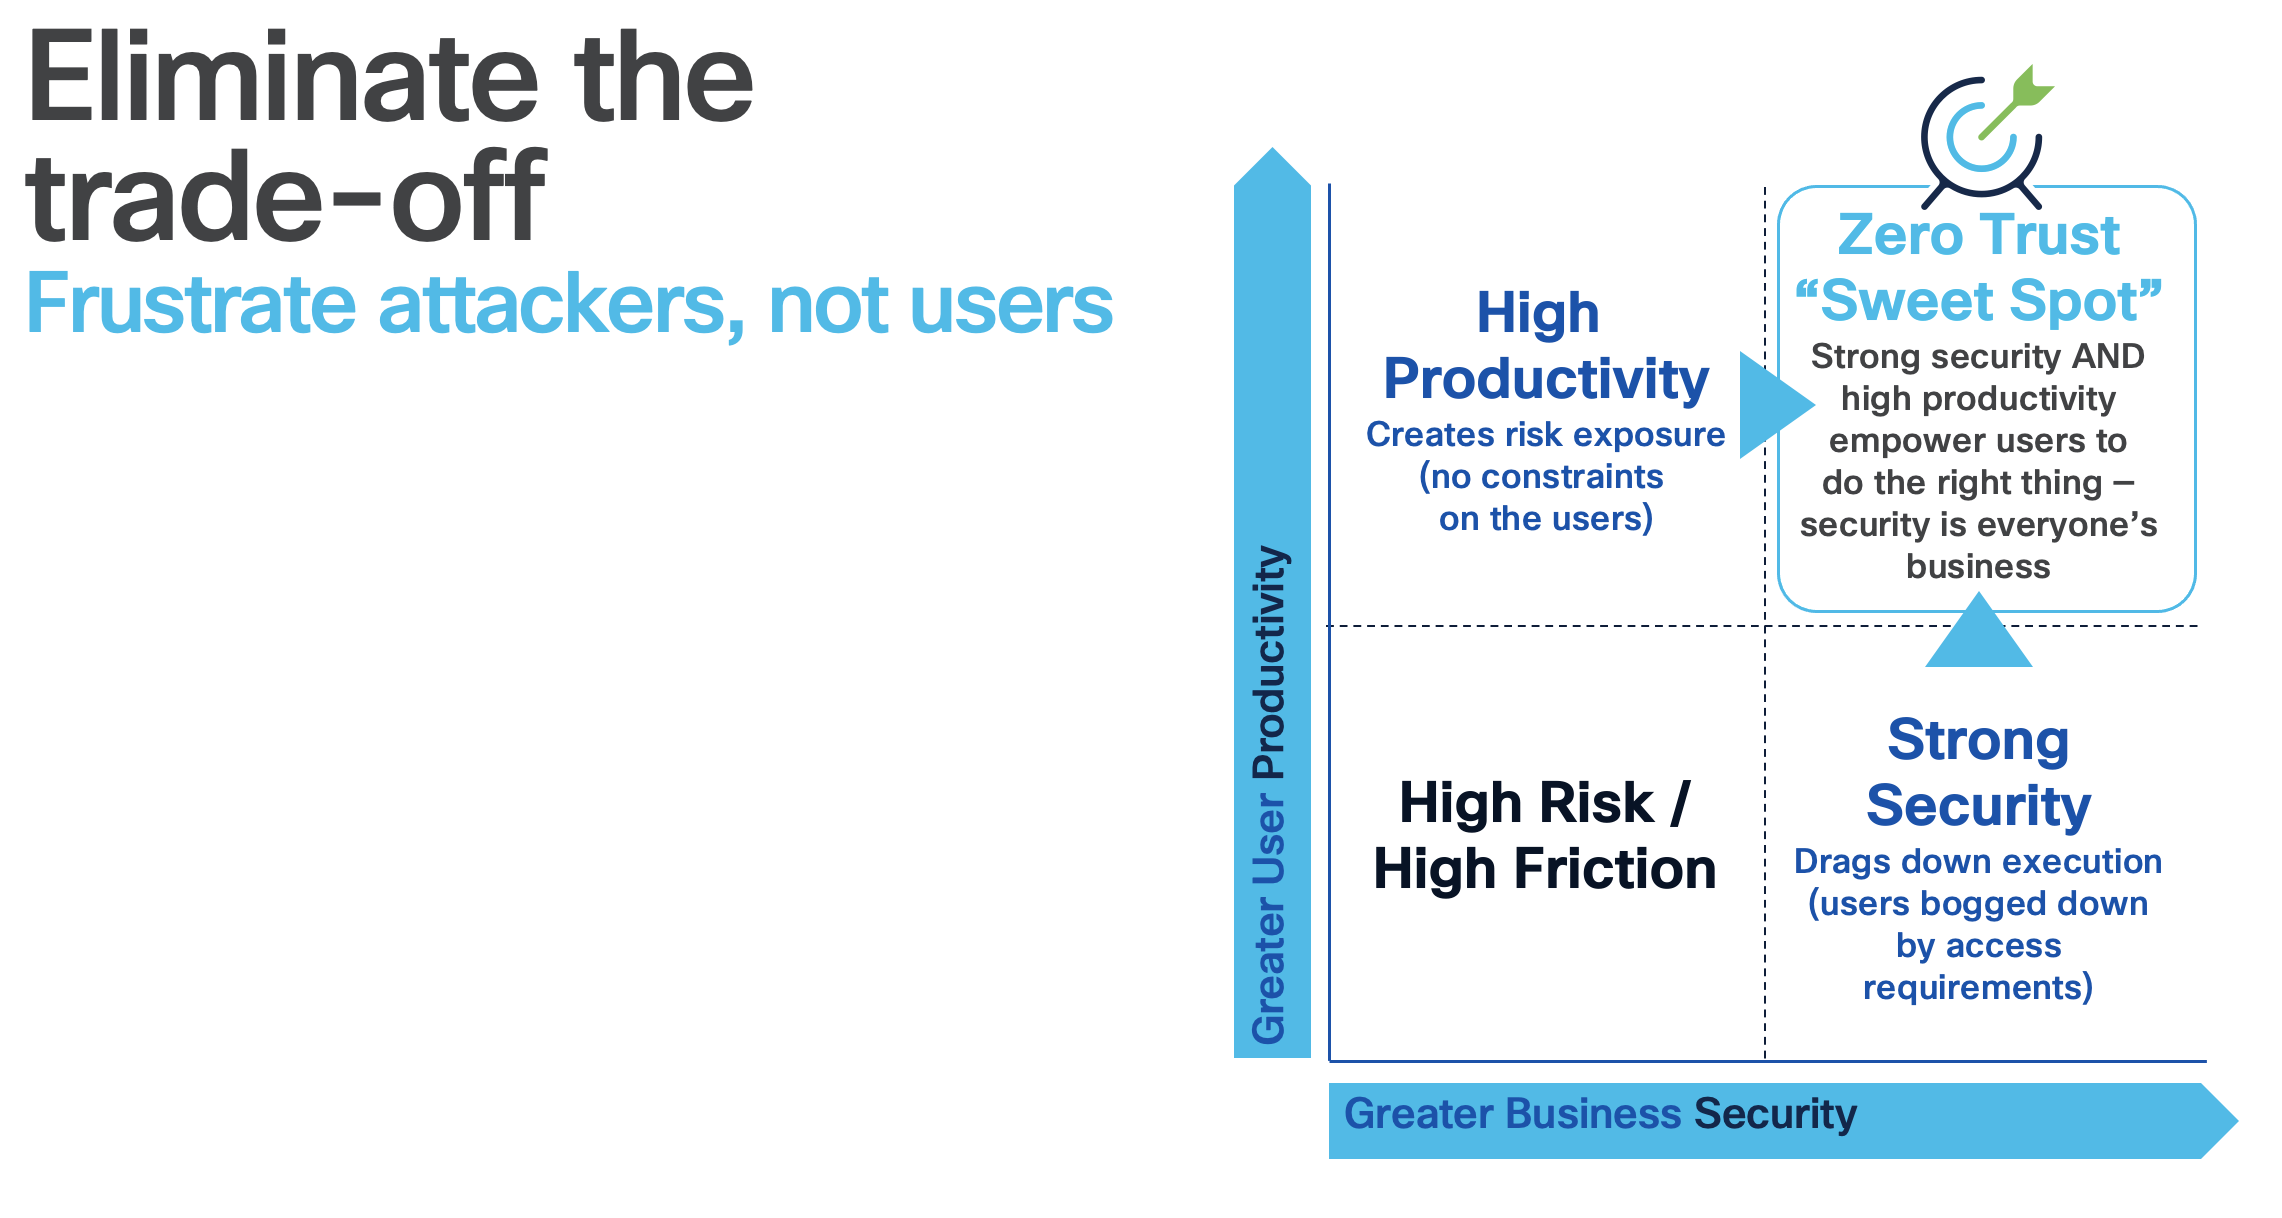 Eliminate the
trade-off
Frustrate attackers, not users
Greater User Productivity
High
Productivity
Creates risk exposure
(no constraints
on the users)
Zero Trust
“Sweet Spot”
Strong security AND
high productivity
empower users to
do the right thing –
security is everyone’s
business
High Risk /
High Friction
Strong
Security
Drags down execution
(users bogged down
by access
requirements)
Greater Business Security